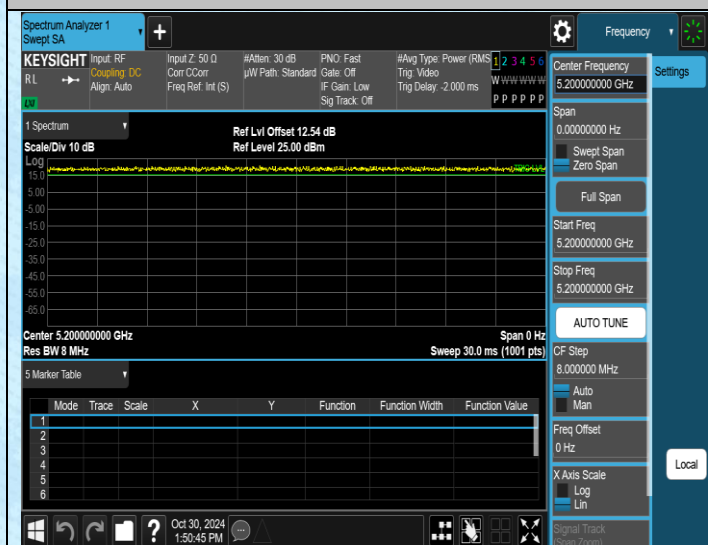 Spectrum Analyzer 1
Swept SA
Frequency
KEYSIGHT
RL
LXI
Input: RF
Coupling: DC
Align: Auto
Input Z: 50 Ω
Corr CCorr
Freq Ref: Int (S)
#Atten: 30 dB
µW Path: Standard
PNO: Fast
Gate: Off
IF Gain: Low
Sig Track: Off
#Avg Type: Power (RMS
Trig: Video
Trig Delay: -2.000 ms
1 2 3 4 5 6
W W W W W W
P P P P P P
1 Spectrum
Scale/Div 10 dB
Ref Lvl Offset 12.54 dB
Ref Level 25.00 dBm
Log
15.0
5.00
-5.00
-15.0
-25.0
-35.0
-45.0
-55.0
-65.0
Center 5.200000000 GHz
Res BW 8 MHz
Span 0 Hz
Sweep 30.0 ms (1001 pts)
5 Marker Table
Mode Trace Scale X Y Function Function Width Function Value
1
2
3
4
5
6
Oct 30, 2024
1:50:45 PM
Center Frequency
5.200000000 GHz
Settings
Span
0.00000000 Hz
Swept Span
Zero Span
Full Span
Start Freq
5.200000000 GHz
Stop Freq
5.200000000 GHz
AUTO TUNE
CF Step
8.000000 MHz
Auto
Man
Freq Offset
0 Hz
X Axis Scale
Log
Lin
Signal Track
(Span Zoom)
Local